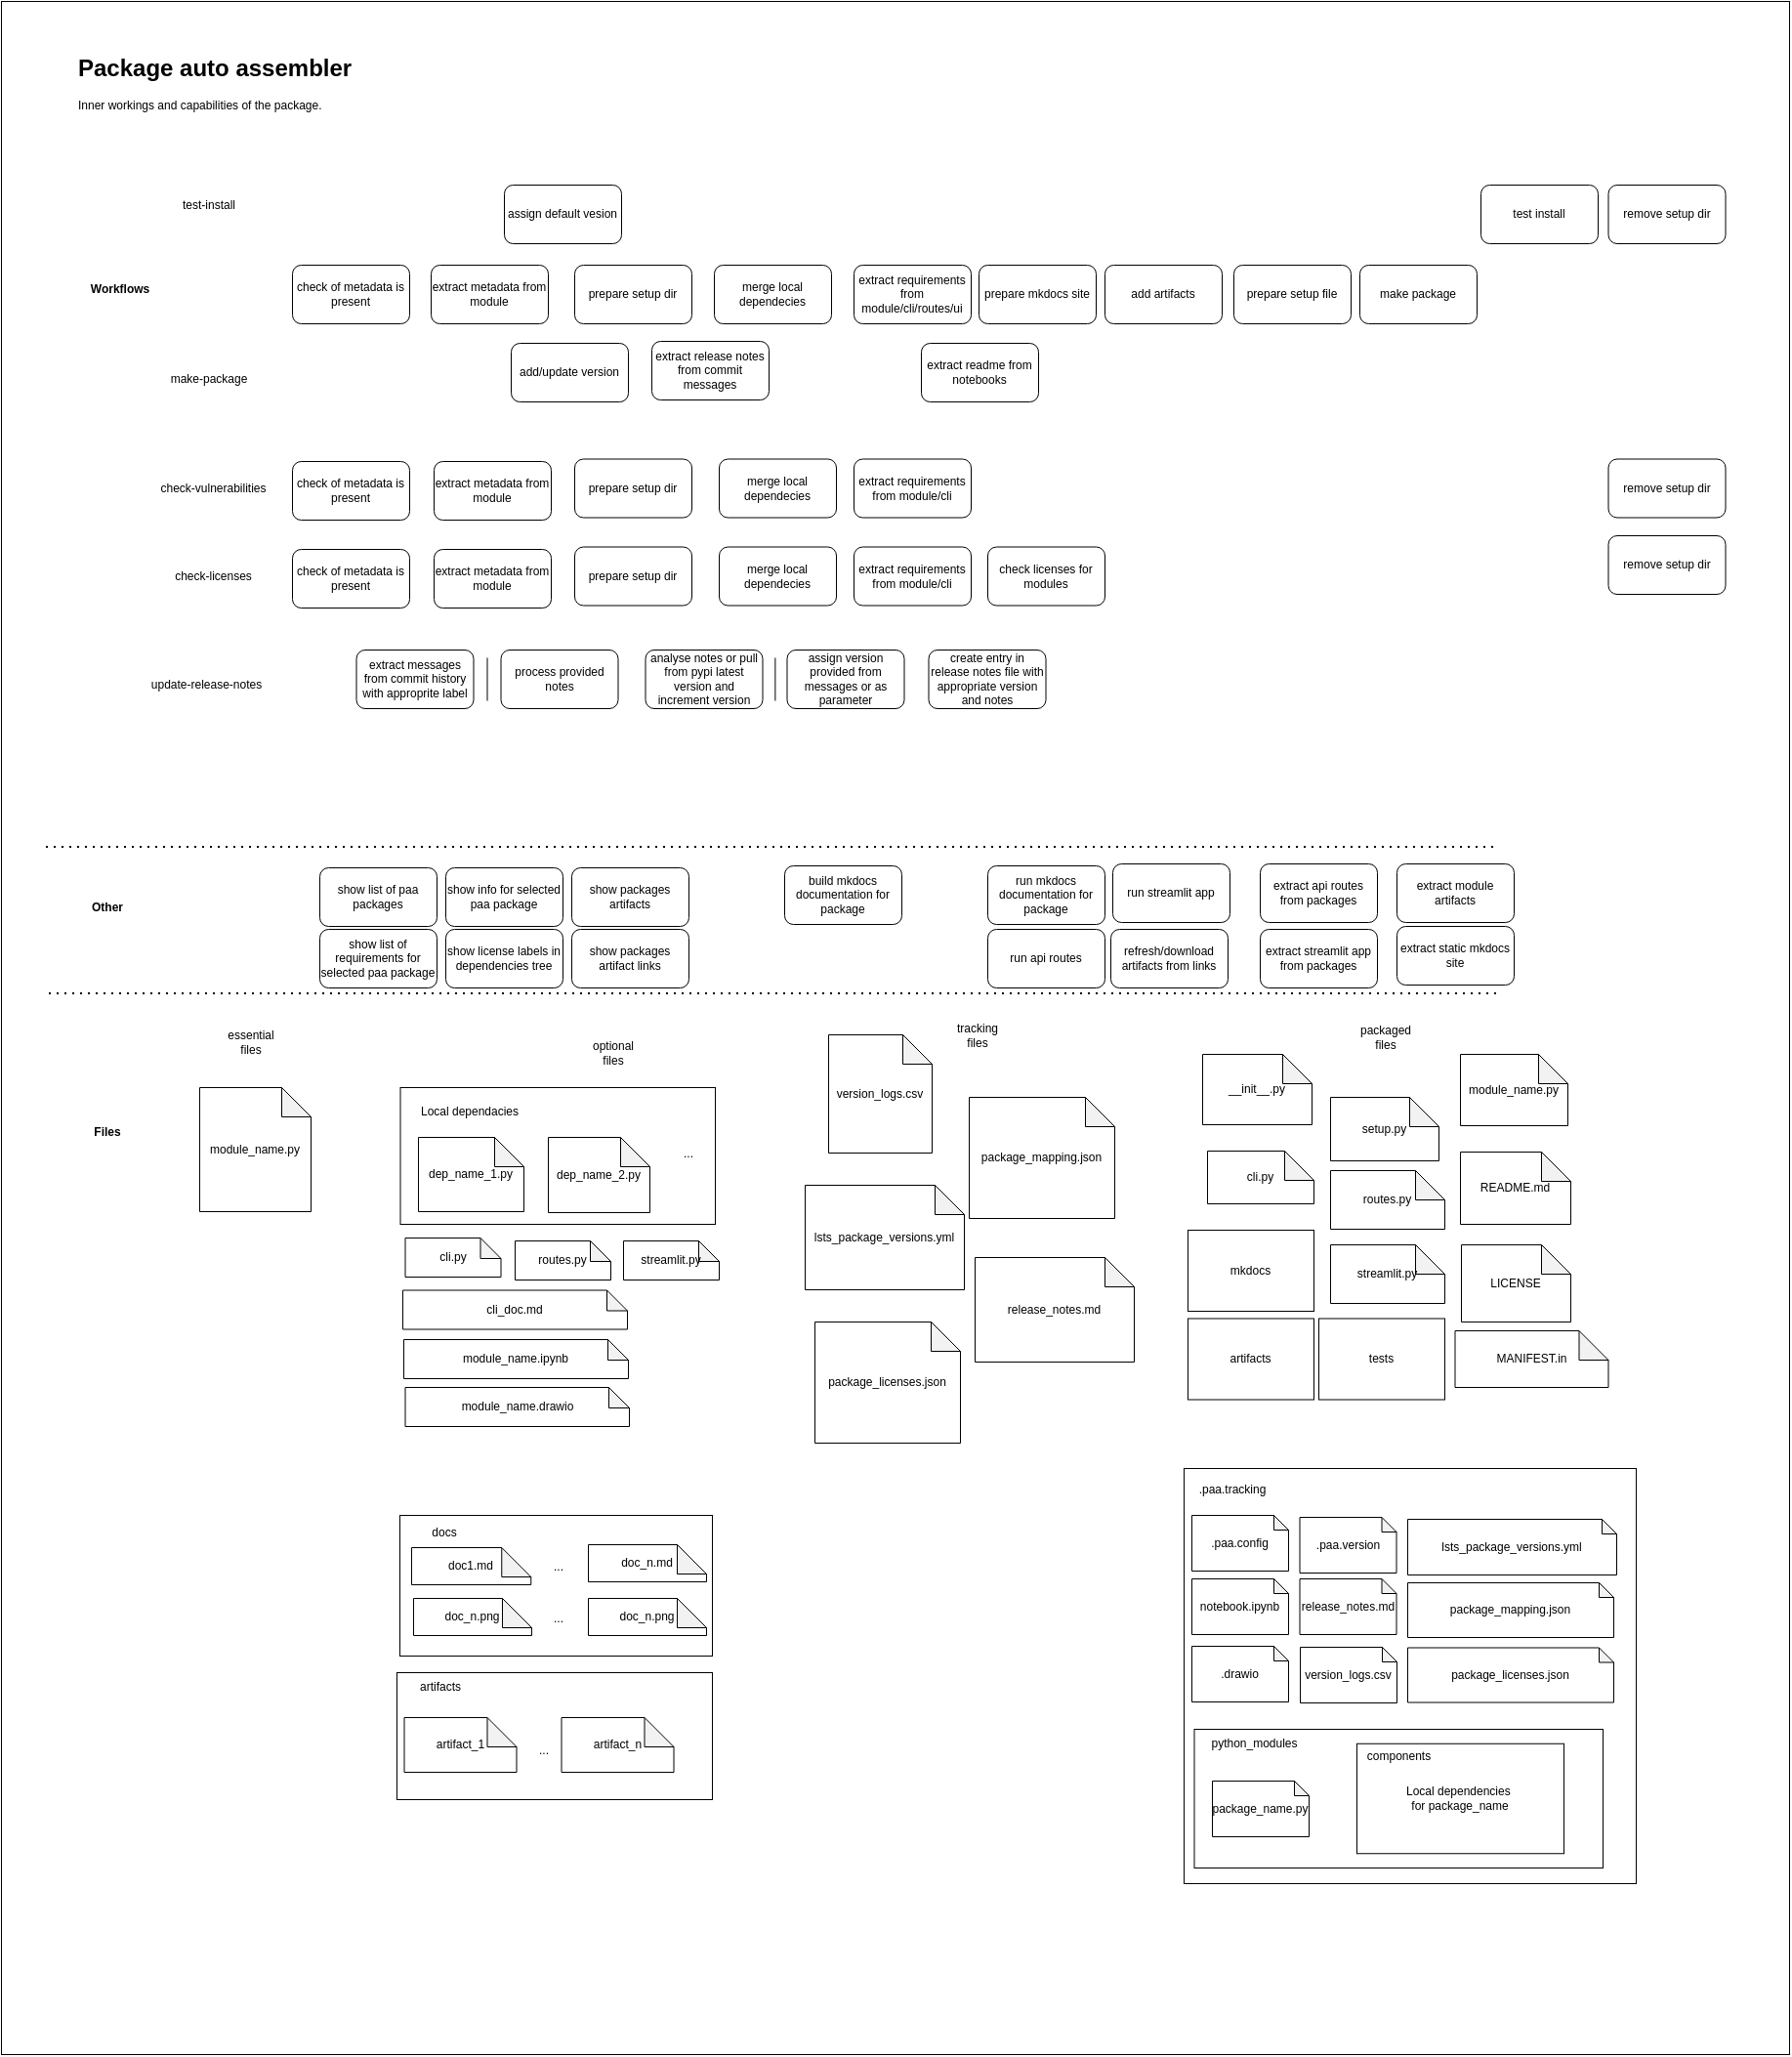 Package auto assembler
Inner workings and capabilities of the package.
test-install
assign default vesion
test install
remove setup dir
Workflows
check of metadata is
present
extract metadata from
module
prepare setup dir
merge local
dependecies
extract requirements
from
module/cli/routes/ui
prepare mkdocs site
add artifacts
prepare setup file
make package
make-package
add/update version
extract release notes
from commit
messages
extract readme from
notebooks
check-vulnerabilities
check of metadata is
present
extract metadata from
module
prepare setup dir
merge local
dependecies
extract requirements
from module/cli
remove setup dir
check-licenses
check of metadata is
present
extract metadata from
module
prepare setup dir
merge local
dependecies
extract requirements
from module/cli
check licenses for
modules
remove setup dir
update-release-notes
extract messages
from commit history
with approprite label
process provided
notes
analyse notes or pull
from pypi latest
version and
increment version
assign version
provided from
messages or as
parameter
create entry in
release notes file with
appropriate version
and notes
Other
show list of paa
packages
show info for selected
paa package
show packages
artifacts
build mkdocs
documentation for
package
run mkdocs
documentation for
package
run streamlit app
extract api routes
from packages
extract module
artifacts
show list of
requirements for
selected paa package
show license labels in
dependencies tree
show packages
artifact links
run api routes
refresh/download
artifacts from links
extract streamlit app
from packages
extract static mkdocs
site
Files
essential
files
module_name.py
optional
files
Local dependacies
dep_name_1.py
dep_name_2.py
...
cli.py
routes.py
streamlit.py
cli_doc.md
module_name.ipynb
module_name.drawio
docs
doc1.md
...
doc_n.md
doc_n.png
...
doc_n.png
artifacts
artifact_1
...
artifact_n
tracking
files
version_logs.csv
package_mapping.json
lsts_package_versions.yml
release_notes.md
package_licenses.json
packaged
files
__init__.py
module_name.py
setup.py
cli.py
README.md
routes.py
mkdocs
streamlit.py
LICENSE
artifacts
tests
MANIFEST.in
.paa.tracking
.paa.config
.paa.version
lsts_package_versions.yml
notebook.ipynb
release_notes.md
package_mapping.json
.drawio
version_logs.csv
package_licenses.json
python_modules
package_name.py
components
Local dependencies
for package_name